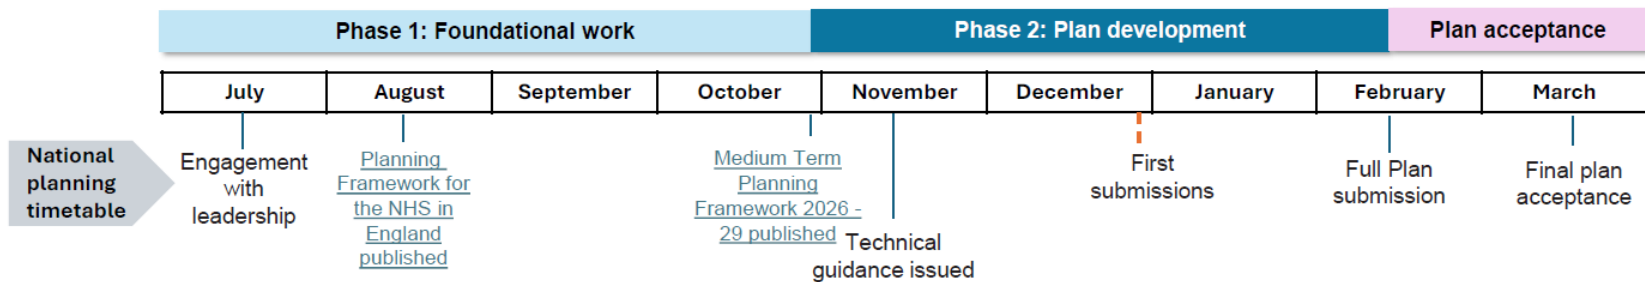 Phase 1: Foundational work
Phase 2: Plan development
Plan acceptance
July
August
September
October
November
December
January
February
March
National
planning
timetable
Engagement
with
leadership
Planning
Framework for
the NHS in
England
published
Medium Term
Planning
Framework 2026 -
29 published
Technical
guidance issued
First
submissions
Full Plan
submission
Final plan
acceptance